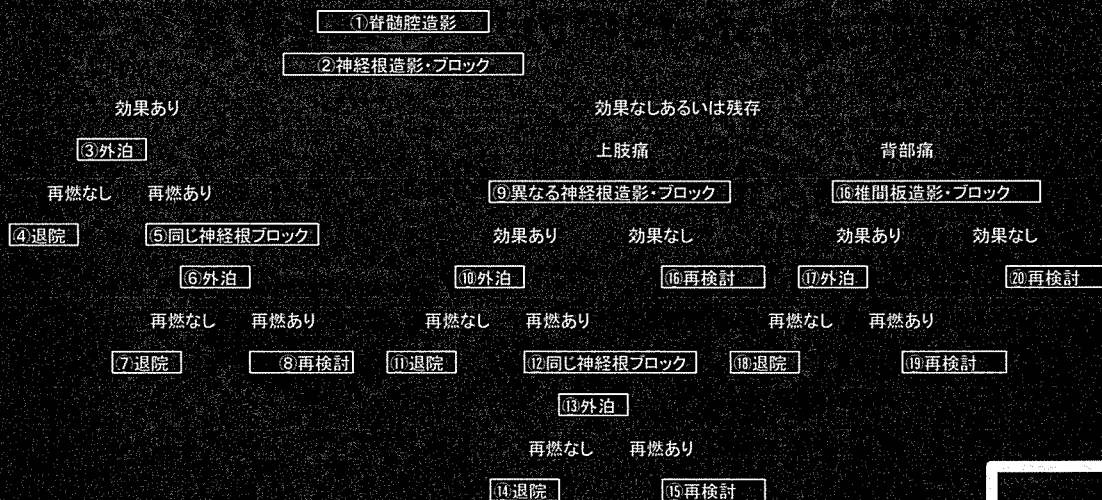 ①脊髄腔造影
②神経根造影・ブロック
効果あり 効果なしあるいは残存
③外泊 上肢痛 背部痛
再燃なし 再燃あり ⑨異なる神経根造影・ブロック ⑯椎間板造影・ブロック
④退院 ⑤同じ神経根ブロック 効果あり 効果なし 効果あり 効果なし
⑥外泊 ⑩外泊 ⑯再検討 ⑰外泊 ⑳再検討
再燃なし 再燃あり 再燃なし 再燃あり 再燃なし 再燃あり
⑦退院 ⑧再検討 ⑪退院 ⑫同じ神経根ブロック ⑱退院 ⑲再検討
⑬外泊
再燃なし 再燃あり
⑭退院 ⑮再検討